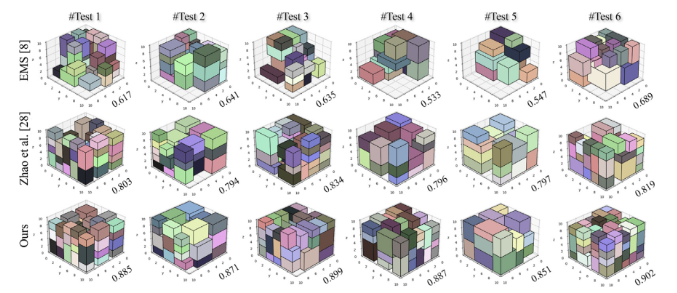 #Test 1 #Test 2 #Test 3 #Test 4 #Test 5 #Test 6
EMS [8]
0.617 0.641 0.635 0.533 0.547 0.689
Zhao et al. [28]
0.803 0.794 0.834 0.796 0.797 0.819
Ours
0.885 0.871 0.899 0.887 0.851 0.902